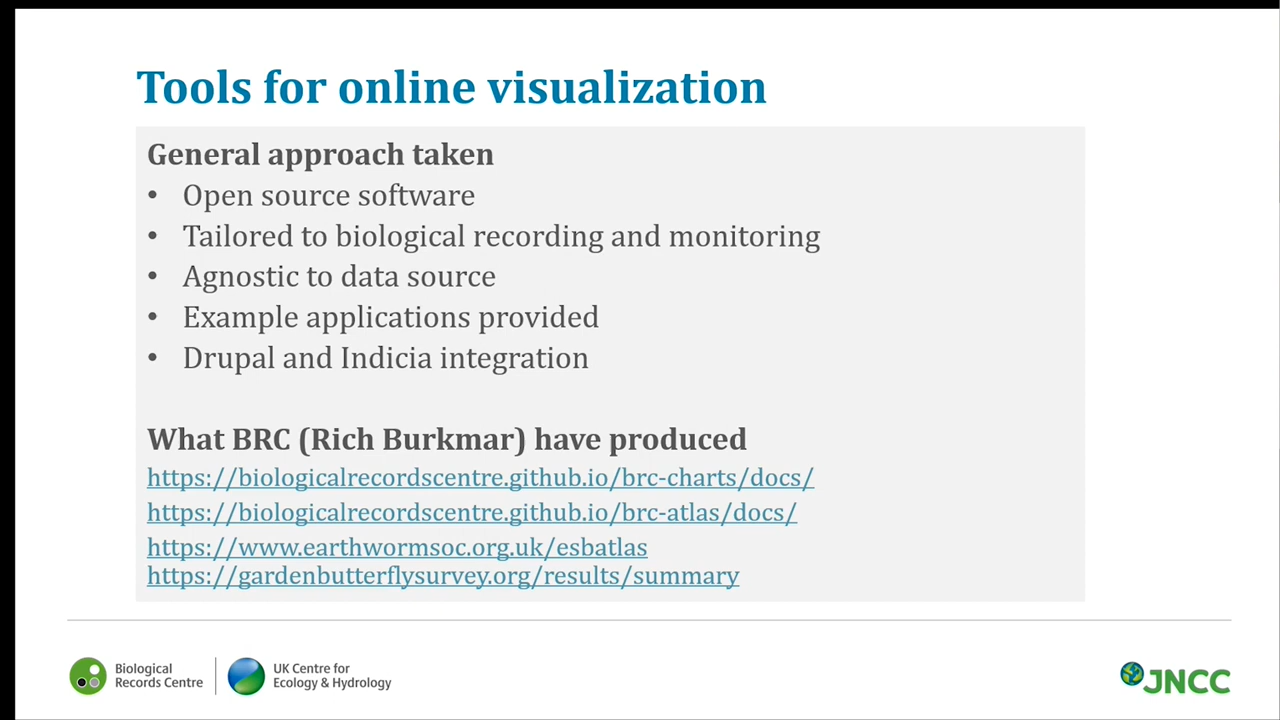 Tools for online visualization
General approach taken
• Open source software
• Tailored to biological recording and monitoring
• Agnostic to data source
• Example applications provided
• Drupal and Indicia integration
What BRC (Rich Burkmar) have produced
https://biologicalrecordscentre.github.io/brc-charts/docs/
https://biologicalrecordscentre.github.io/brc-atlas/docs/
https://www.earthwormsoc.org.uk/esbatlas
https://gardenbutterflysurvey.org/results/summary
Biological
Records Centre
UK Centre for
Ecology & Hydrology
JNCC